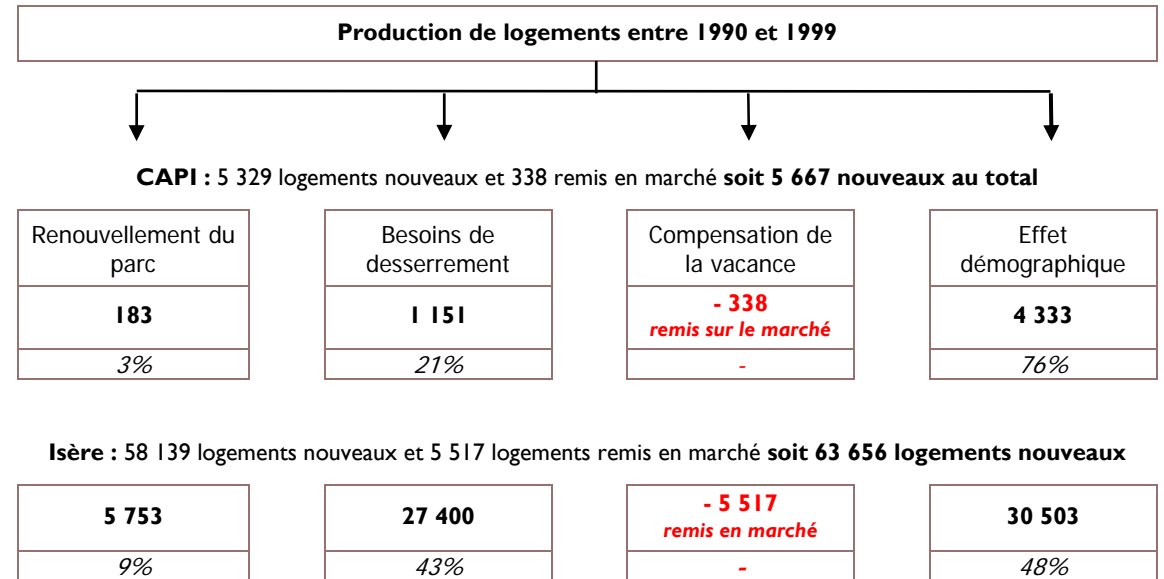 Production de logements entre 1990 et 1999
CAPI : 5 329 logements nouveaux et 338 remis en marché soit 5 667 nouveaux au total
Renouvellement du
parc
183
3%
Besoins de
desserrement
1 151
21%
Compensation de
la vacance
- 338
remis sur le marché
-
Effet
démographique
4 333
76%
Isère : 58 139 logements nouveaux et 5 517 logements remis en marché soit 63 656 logements nouveaux
5 753
9%
27 400
43%
- 5 517
remis en marché
-
30 503
48%